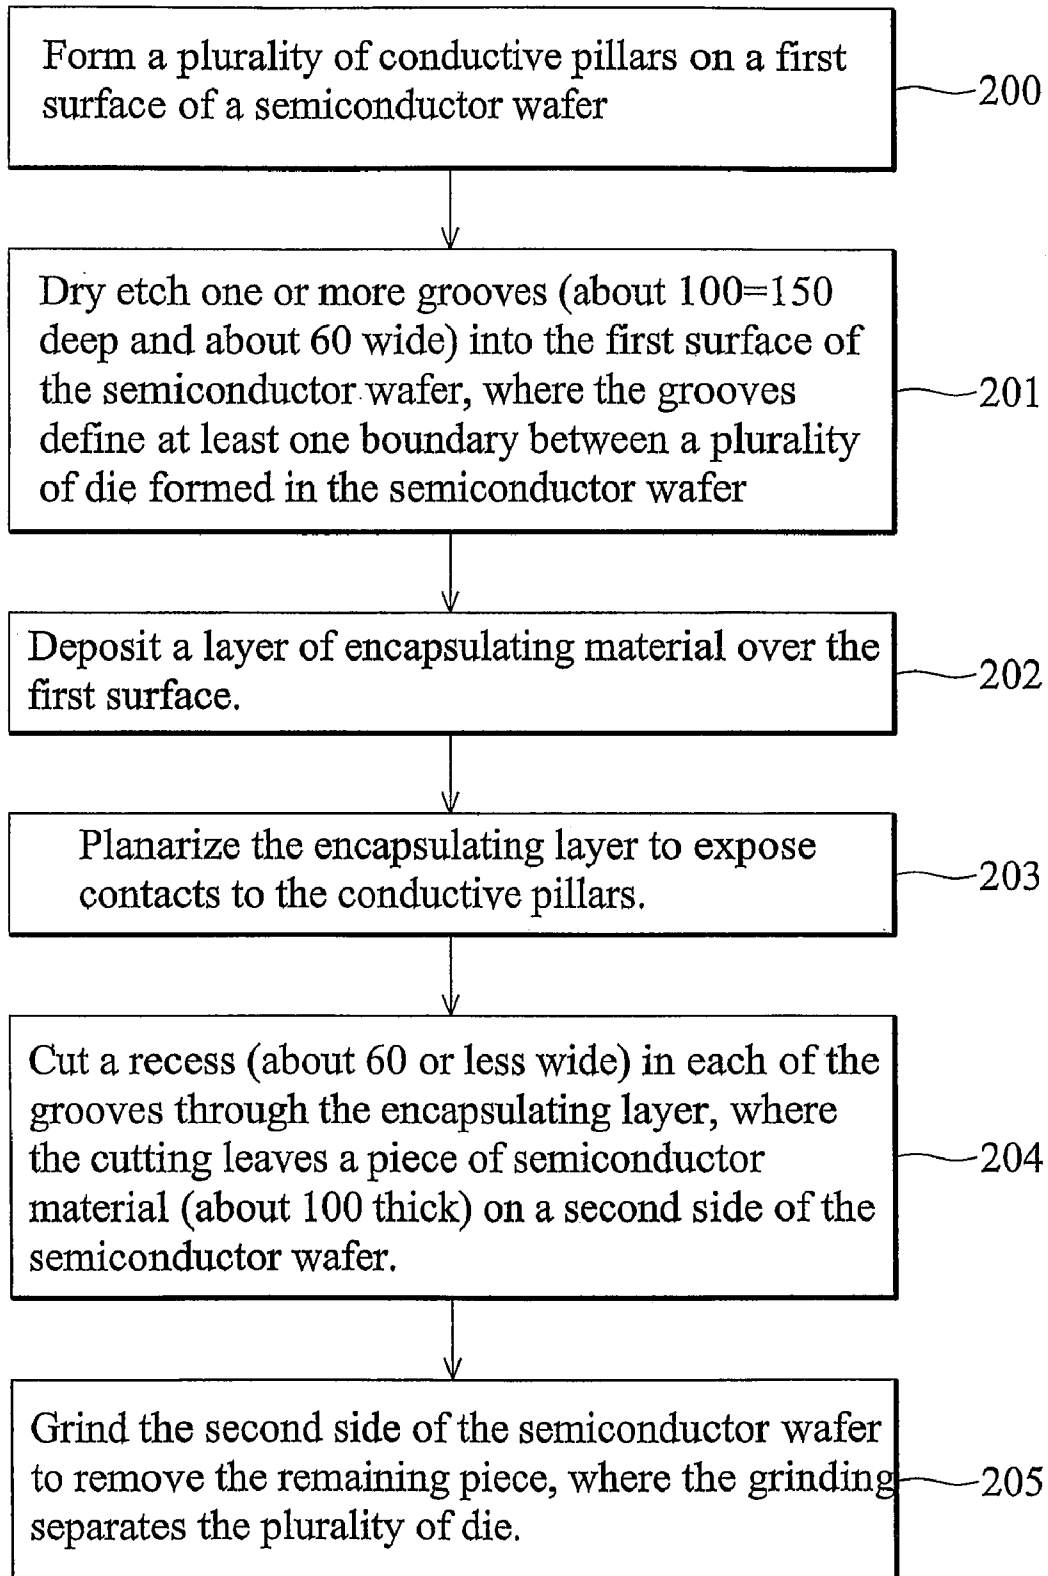 Form a plurality of conductive pillars on a first
surface of a semiconductor wafer
200
Dry etch one or more grooves (about 100=150
deep and about 60 wide) into the first surface of
the semiconductor wafer, where the grooves
define at least one boundary between a plurality
of die formed in the semiconductor wafer
201
Deposit a layer of encapsulating material over the
first surface.
202
Planarize the encapsulating layer to expose
contacts to the conductive pillars.
203
Cut a recess (about 60 or less wide) in each of the
grooves through the encapsulating layer, where
the cutting leaves a piece of semiconductor
material (about 100 thick) on a second side of the
semiconductor wafer.
204
Grind the second side of the semiconductor wafer
to remove the remaining piece, where the grinding
separates the plurality of die.
205